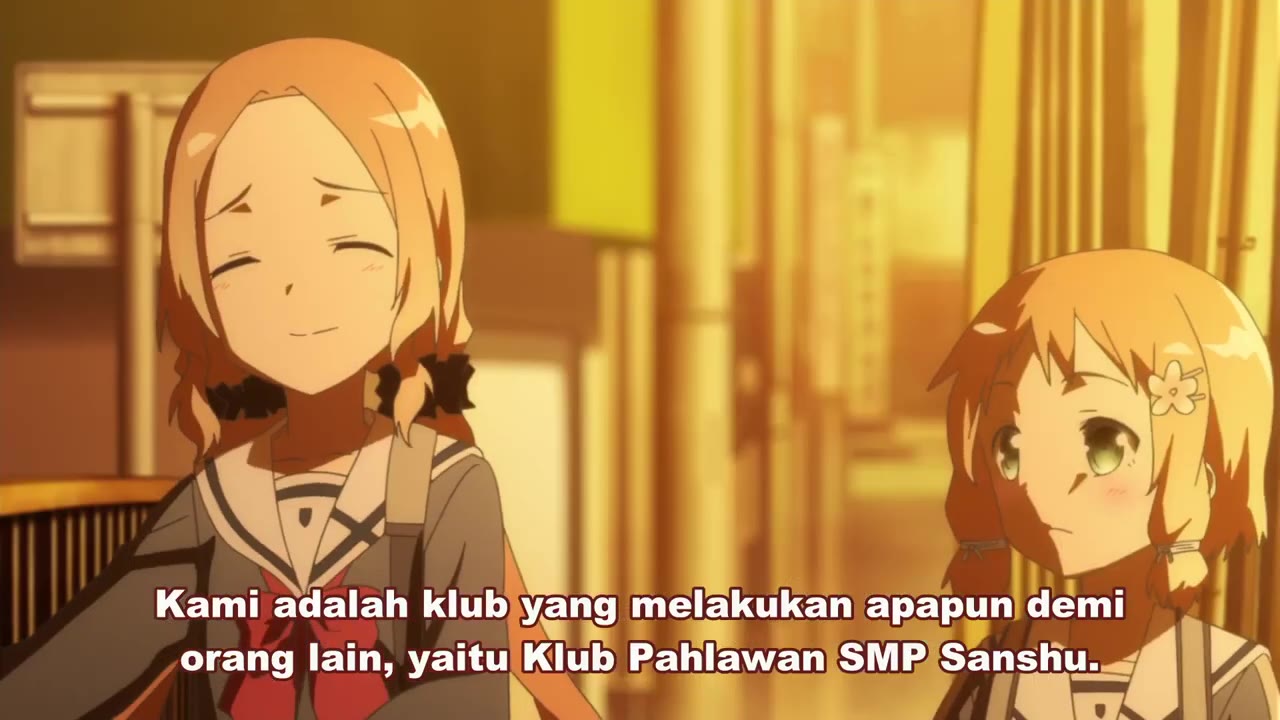 Kami adalah klub yang melakukan apapun demi
orang lain, yaitu Klub Pahlawan SMP Sanshu.